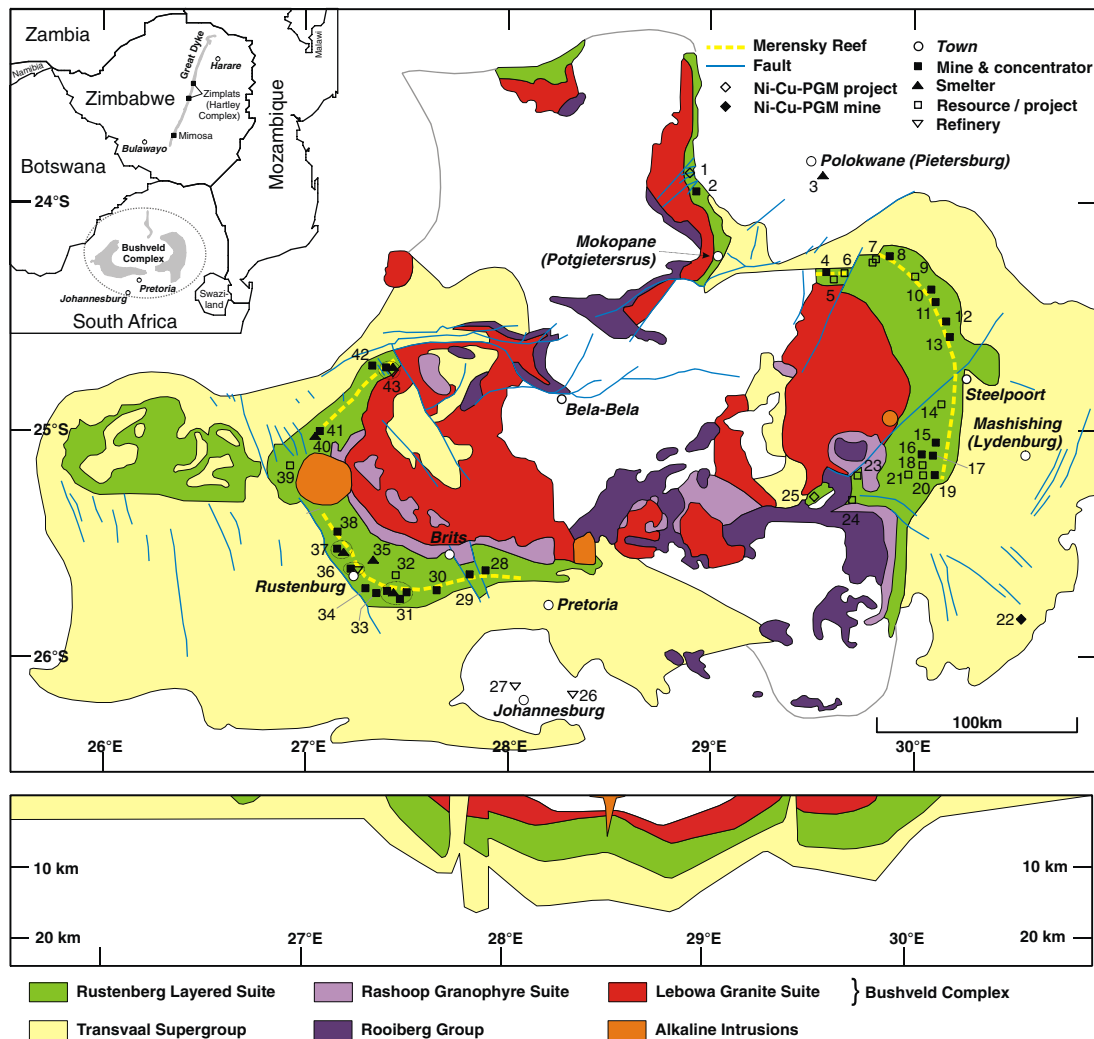 Zambia
Namibia
Great Dyke
Harare
Malawi
Zimbabwe
Zimplats
(Hartley
Complex)
Mozambique
Mimosa
Bulawayo
Botswana
Bushveld
Complex
Pretoria
Johannesburg
Swazi-
land
South Africa
Merensky Reef
Fault
Ni-Cu-PGM project
Ni-Cu-PGM mine
Town
Mine & concentrator
Smelter
Resource / project
Refinery
24°S
25°S
26°S
1
2
Polokwane (Pietersburg)
3
Mokopane
(Potgietersrus)
4
5
6
7
8
9
10
11
12
13
Steelpoort
14
Mashishing
(Lydenburg)
15
16
17
18
19
20
21
22
23
24
25
Bela-Bela
42
43
41
40
39
38
37
36
35
Brits
32
30
28
29
Rustenburg
34
33
31
Pretoria
27
26
Johannesburg
100km
26°E
27°E
28°E
29°E
30°E
10 km
10 km
20 km
20 km
27°E
28°E
29°E
30°E
Rustenberg Layered Suite
Rashoop Granophyre Suite
Lebowa Granite Suite
} Bushveld Complex
Transvaal Supergroup
Rooiberg Group
Alkaline Intrusions